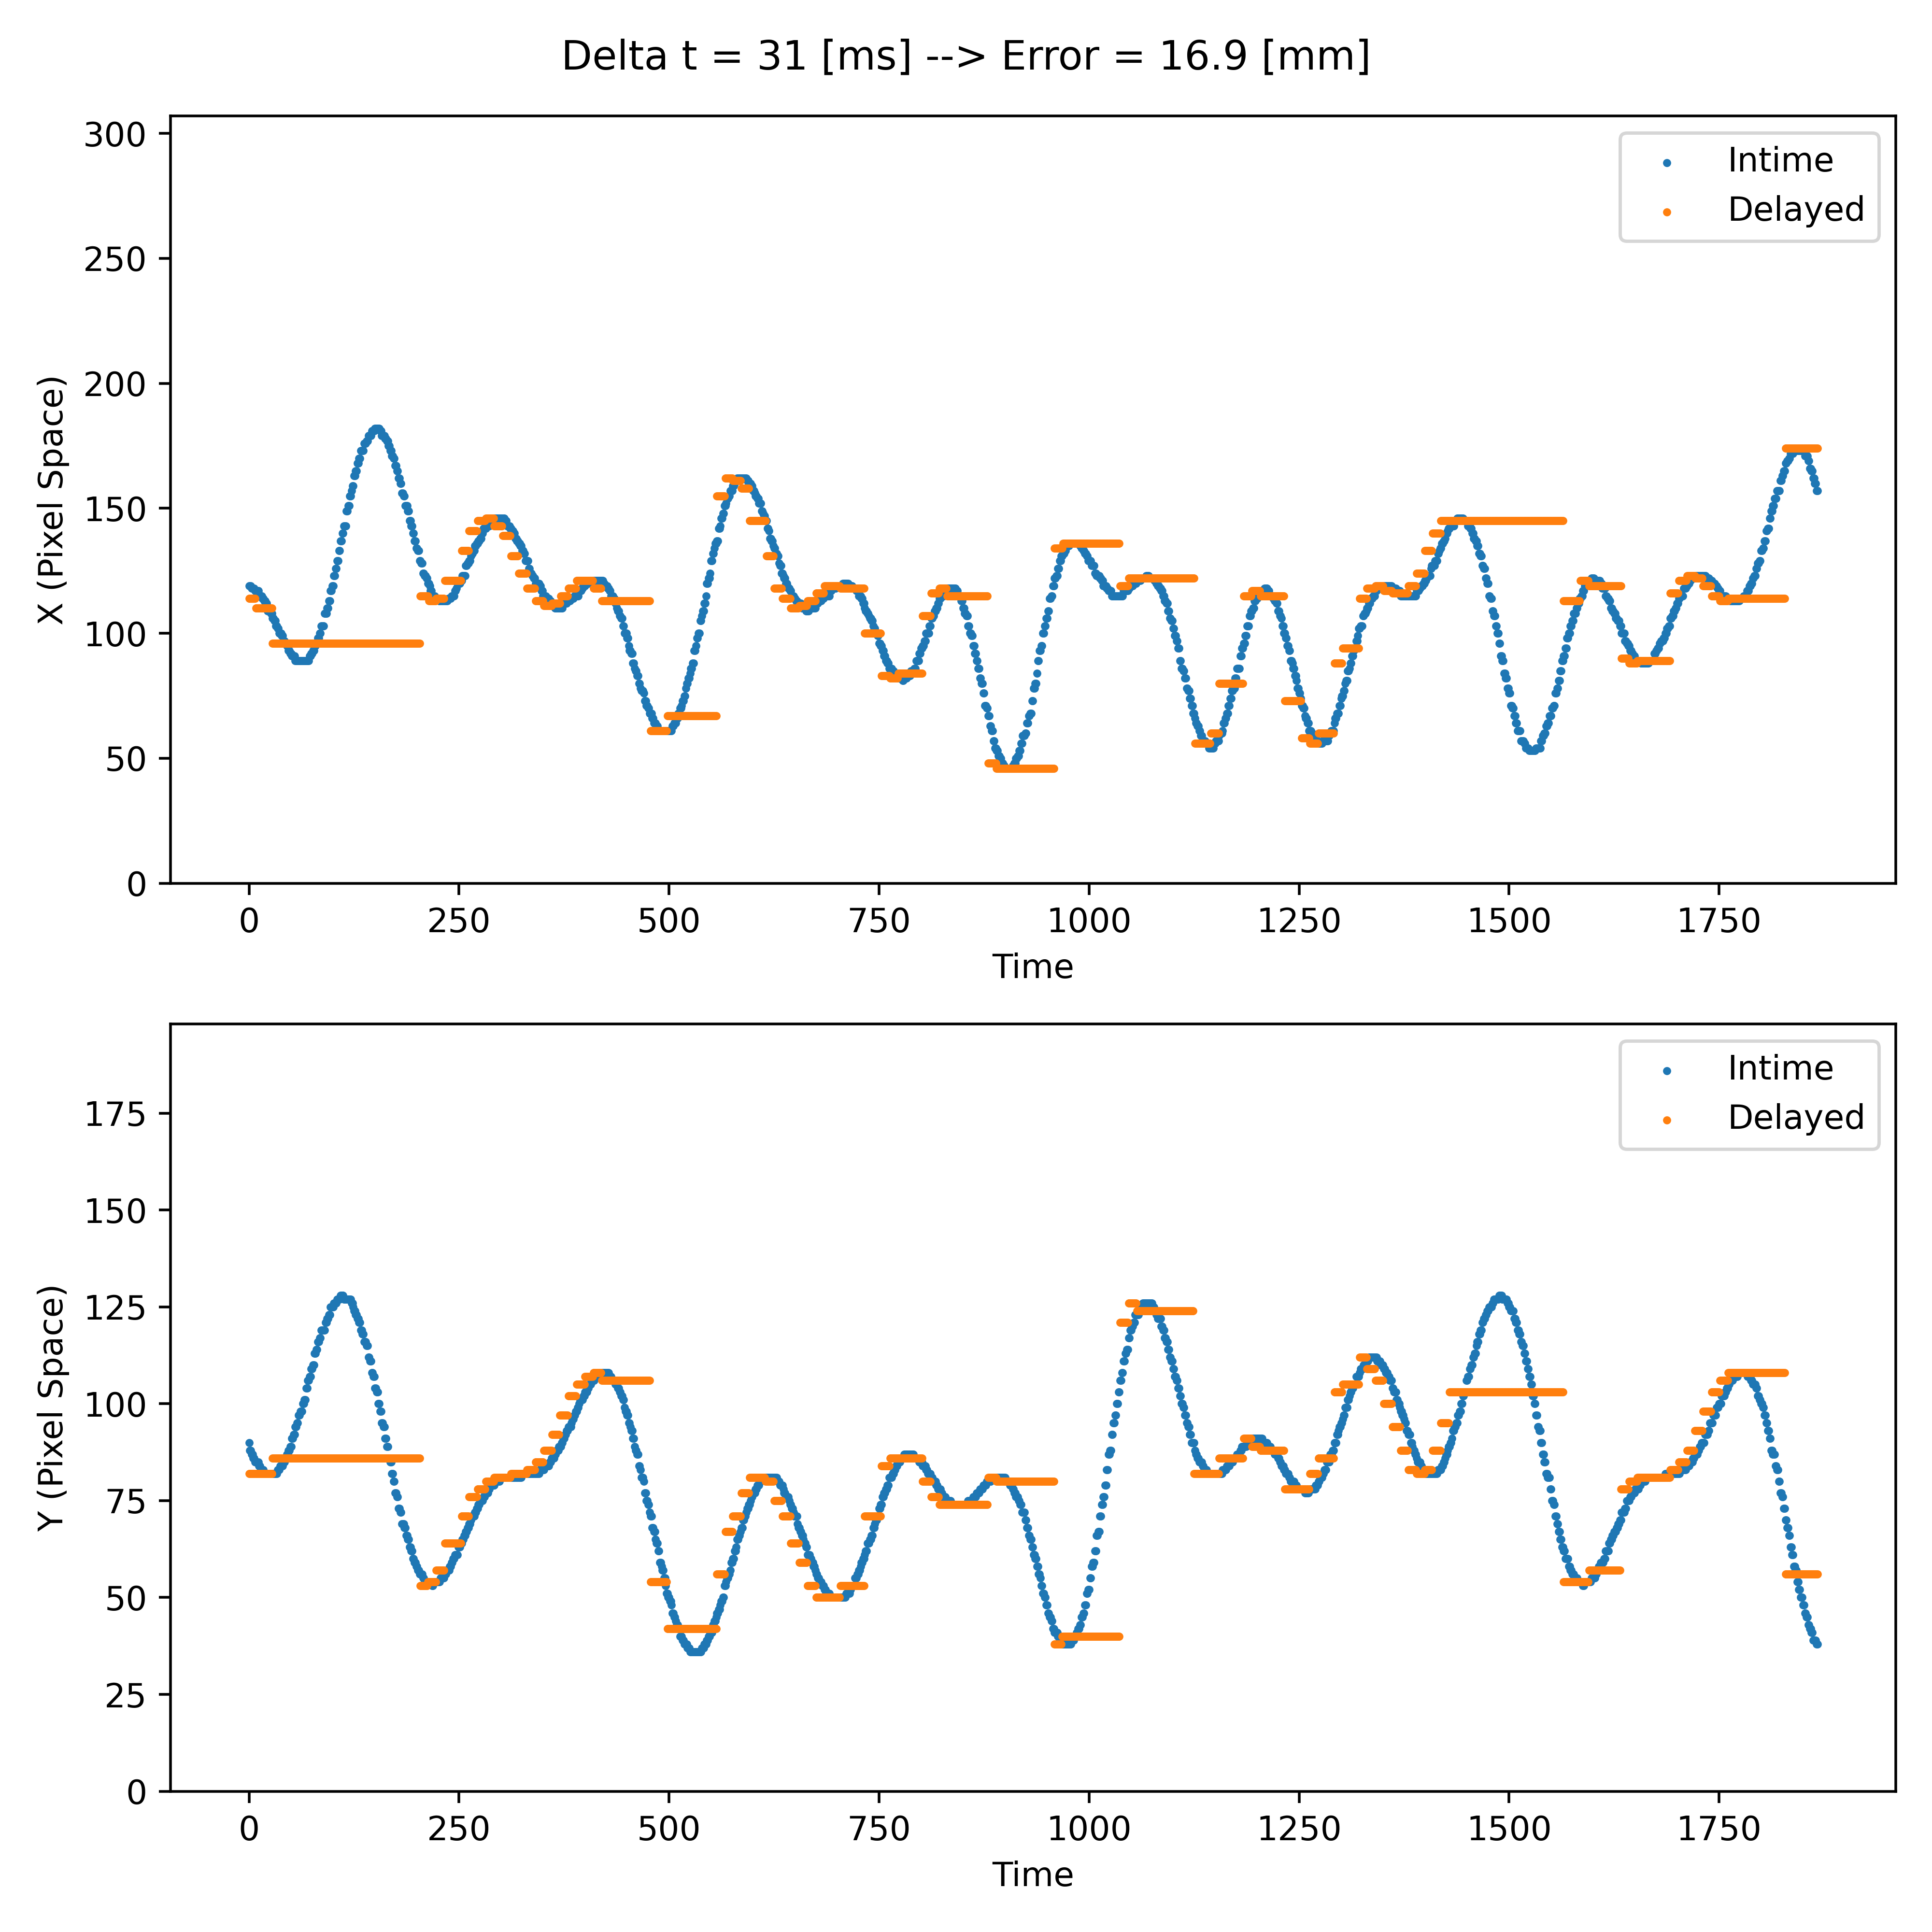 Delta t = 31 [ms] --> Error = 16.9 [mm]
300
250
200
150
100
50
0
X (Pixel Space)
Intime
Delayed
0 250 500 750 1000 1250 1500 1750
Time
175
150
125
100
75
50
25
0
Y (Pixel Space)
Intime
Delayed
0 250 500 750 1000 1250 1500 1750
Time